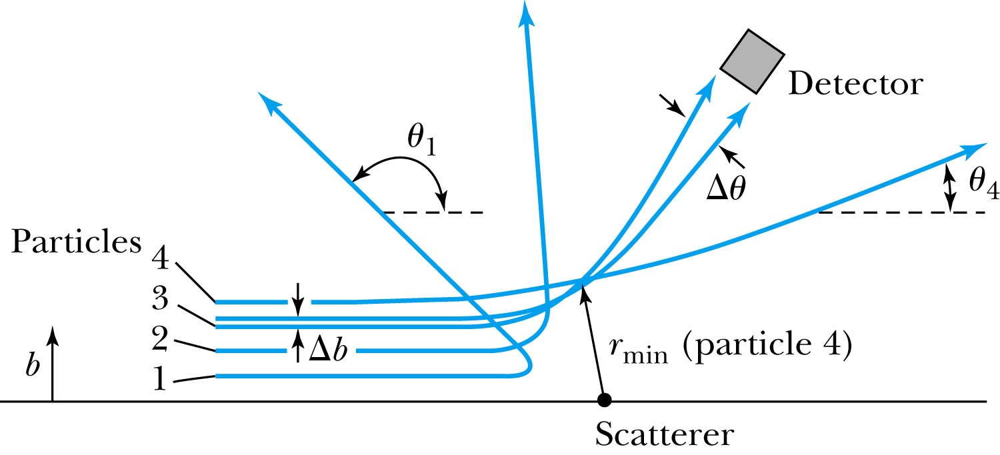 Detector
θ1
Δθ
θ4
Particles
4
3
2
1
b
Δb
rmin (particle 4)
Scatterer